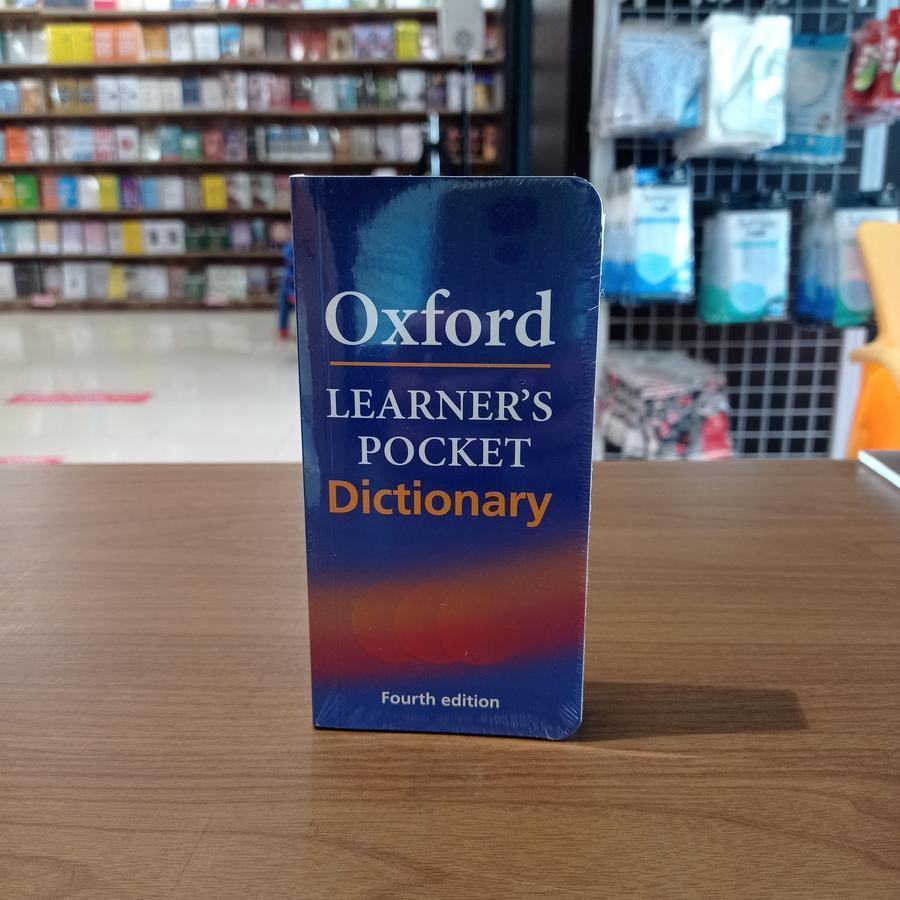 Oxford
LEARNER'S
POCKET
Dictionary
Fourth edition